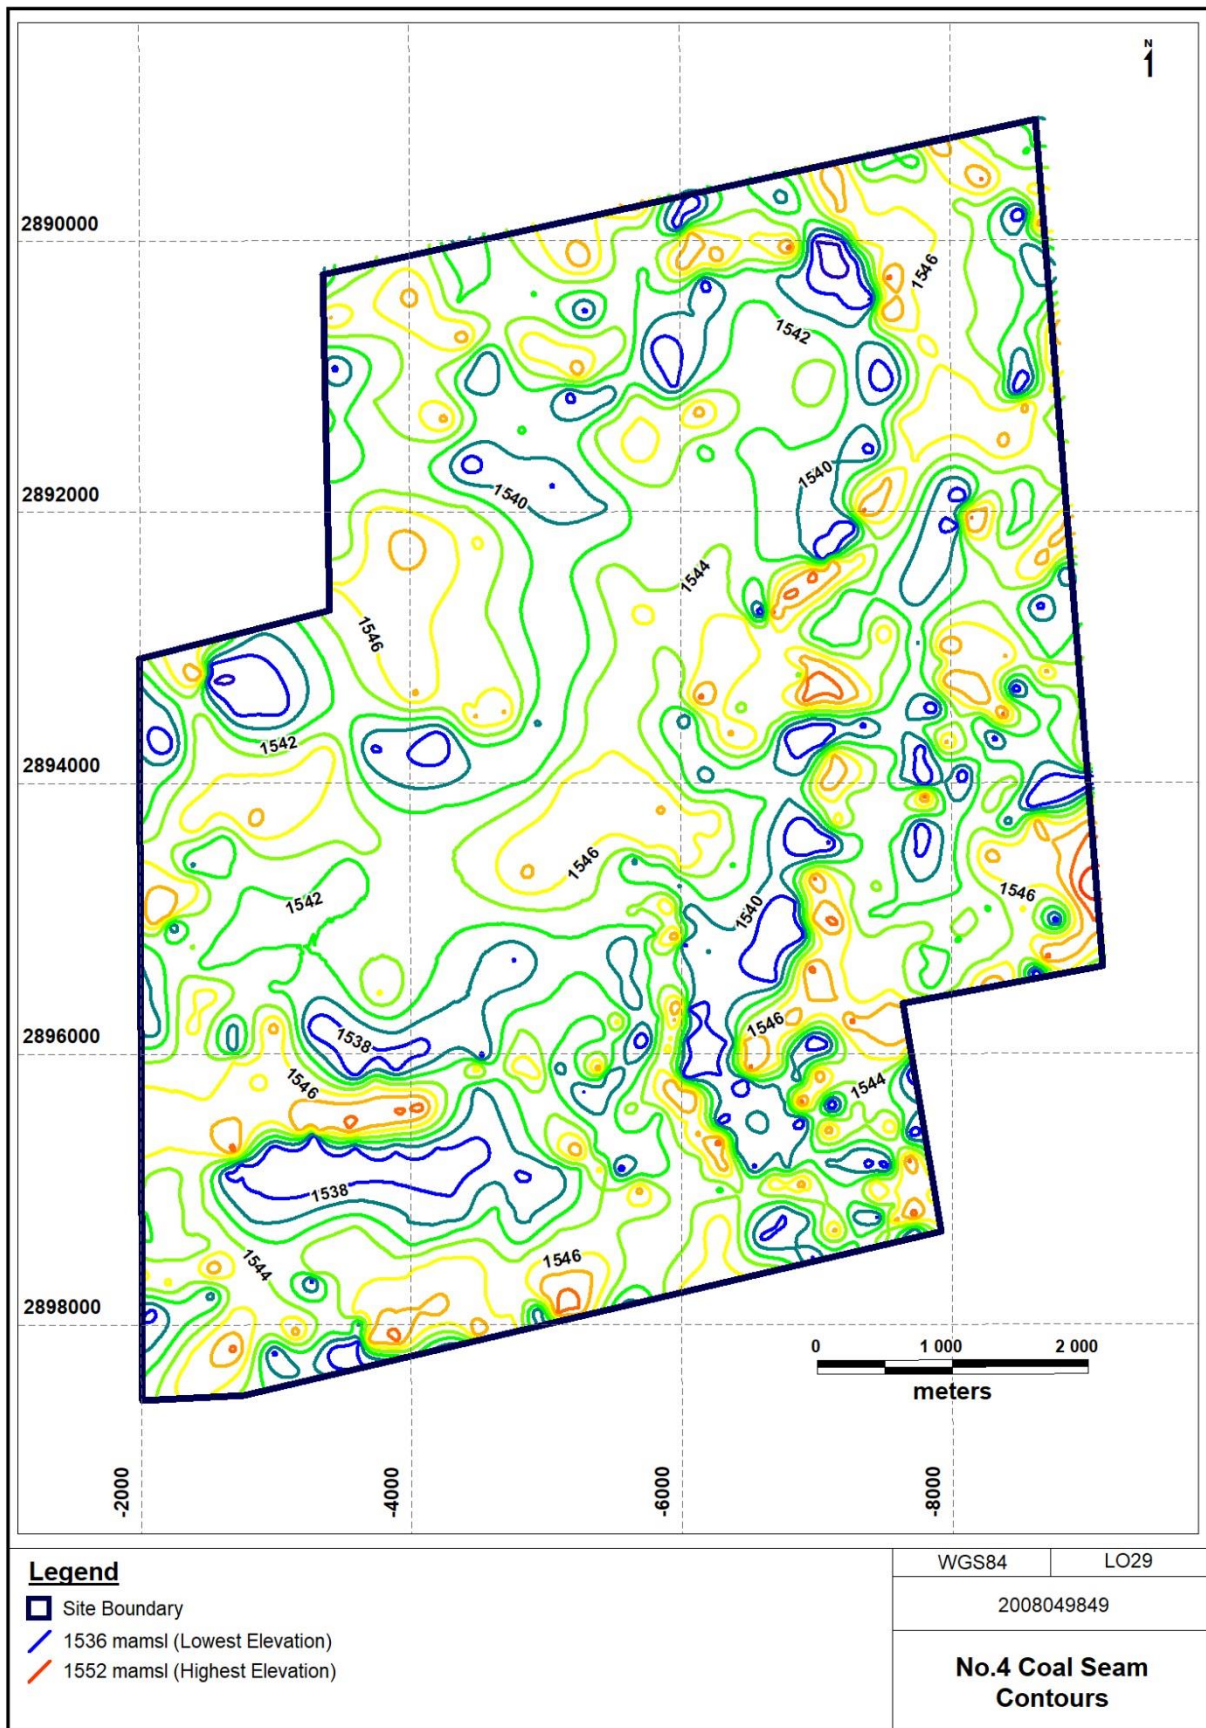 N
2890000
1546
1542
2892000
1540
1540
1544
1546
1542
2894000
1546
1546
1542
1540
1538
1546
2896000
1546
1544
1538
1544
1546
2898000
0 1 000 2 000
meters
-2000
-4000
-6000
-8000
Legend
Site Boundary
1536 mamsl (Lowest Elevation)
1552 mamsl (Highest Elevation)
WGS84 LO29
2008049849
No.4 Coal Seam
Contours